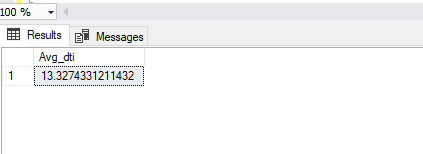 100 %
Results Messages
Avg_dti
1 13.3274331211432